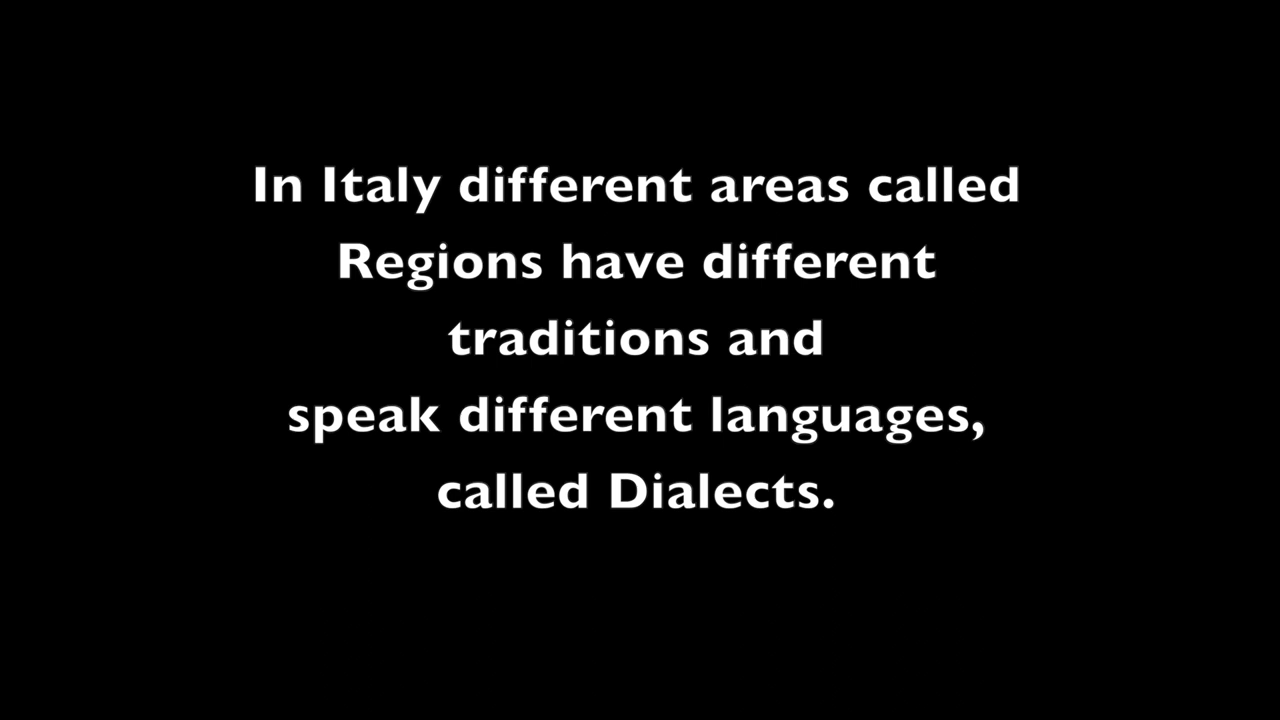 In Italy different areas called
Regions have different
traditions and
speak different languages,
called Dialects.